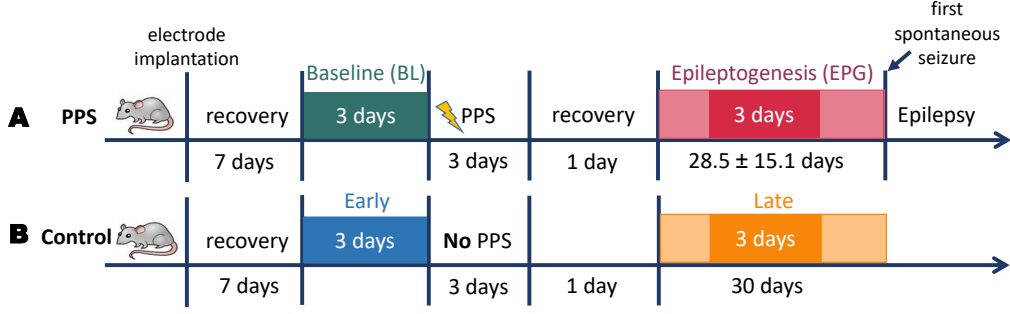 electrode
implantation
first
spontaneous
seizure
Baseline (BL)
Epileptogenesis (EPG)
A PPS recovery 3 days PPS recovery 3 days Epilepsy
7 days 3 days 1 day 28.5 ± 15.1 days
Early Late
B Control recovery 3 days No PPS 3 days
7 days 3 days 1 day 30 days